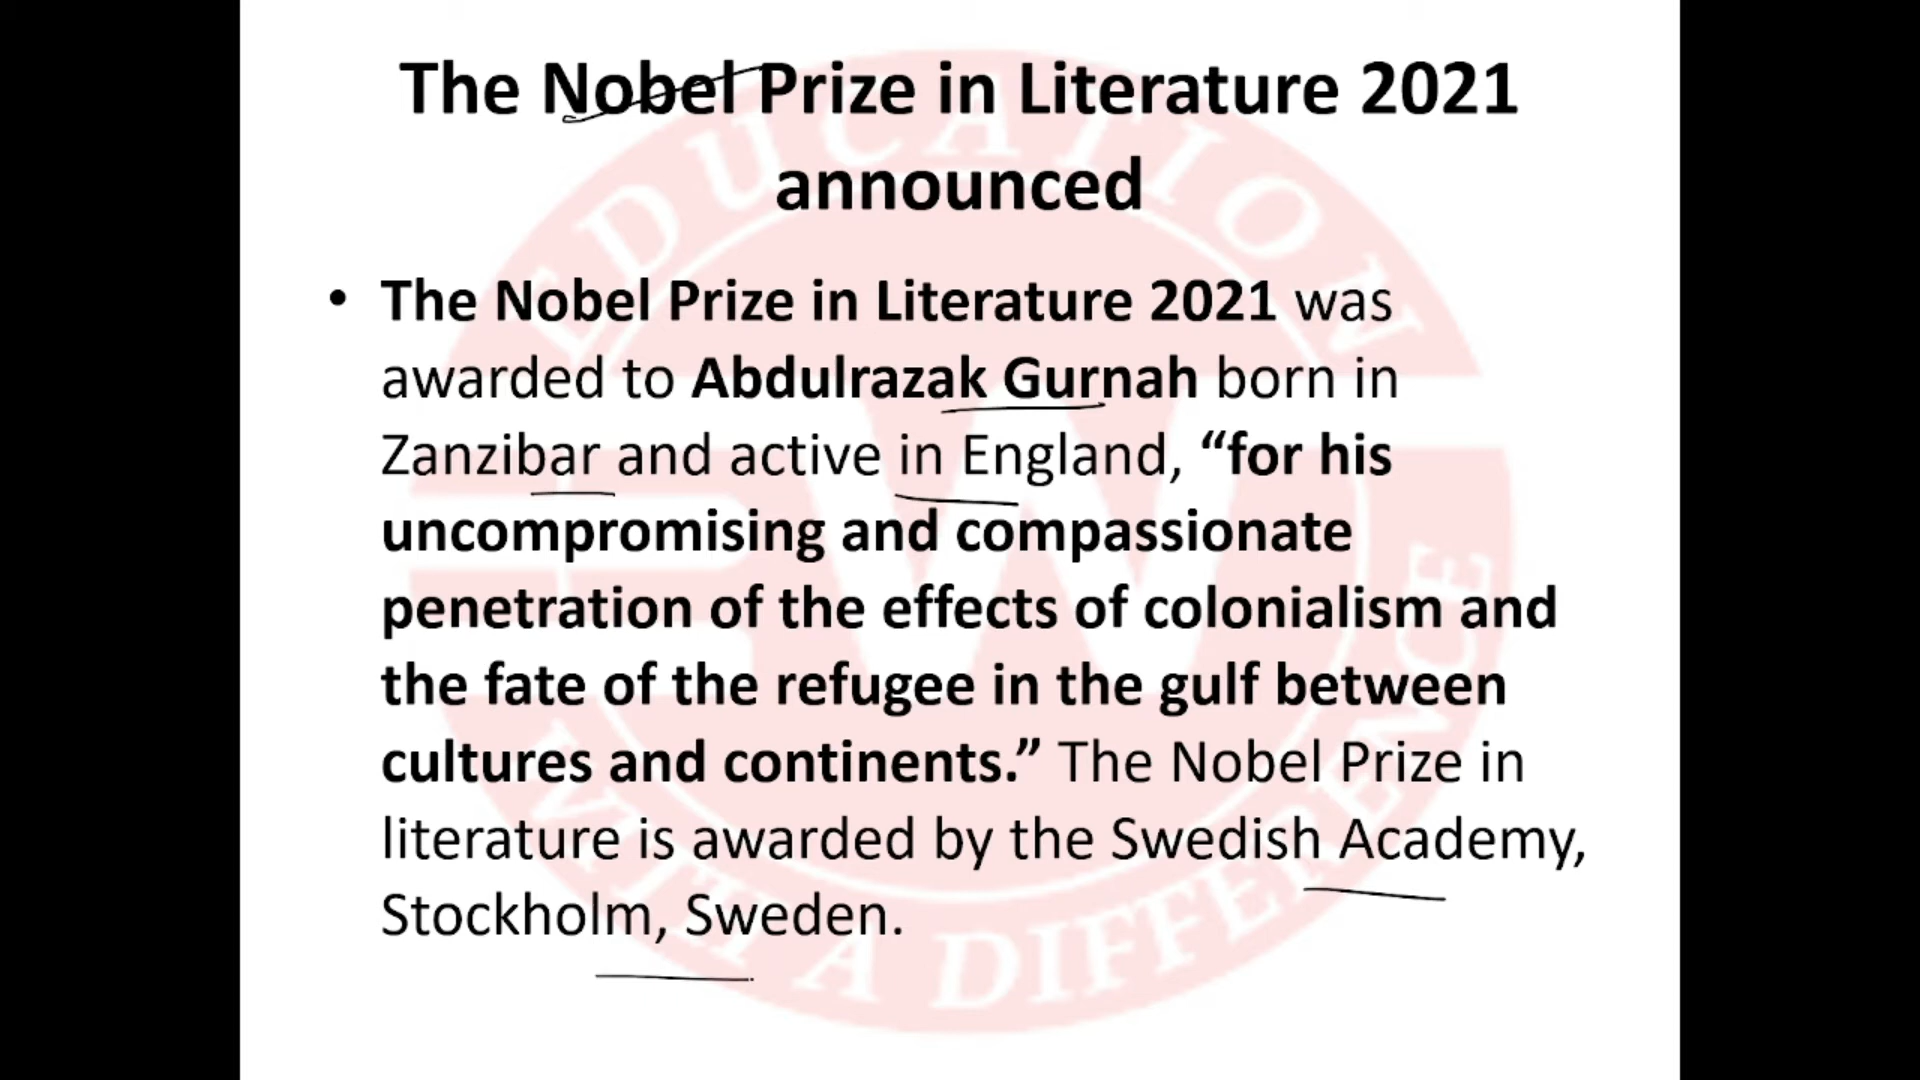 The Nobel Prize in Literature 2021
announced
• The Nobel Prize in Literature 2021 was
awarded to Abdulrazak Gurnah born in
Zanzibar and active in England, “for his
uncompromising and compassionate
penetration of the effects of colonialism and
the fate of the refugee in the gulf between
cultures and continents.” The Nobel Prize in
literature is awarded by the Swedish Academy,
Stockholm, Sweden.
EDUCATION
W
WITH A DIFFERENCE